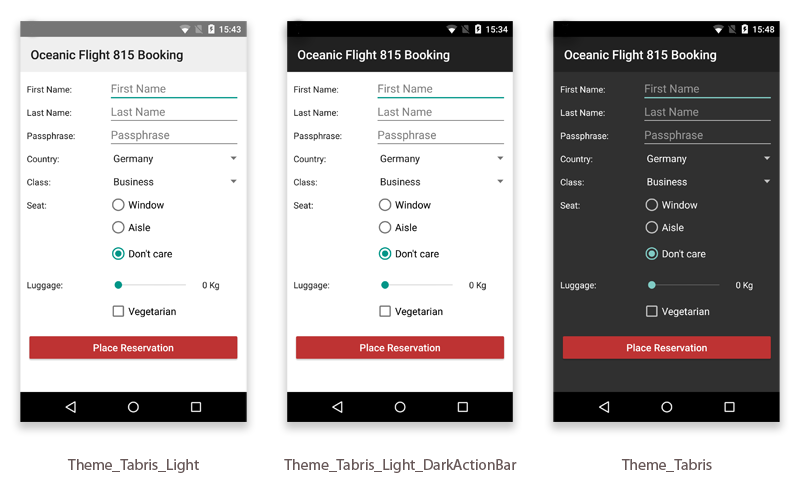 15:43
Oceanic Flight 815 Booking
First Name: First Name
Last Name: Last Name
Passphrase: Passphrase
Country: Germany
Class: Business
Seat: Window
Aisle
Don't care
Luggage: 0 Kg
Vegetarian
Place Reservation
Theme_Tabris_Light
15:34
Oceanic Flight 815 Booking
First Name: First Name
Last Name: Last Name
Passphrase: Passphrase
Country: Germany
Class: Business
Seat: Window
Aisle
Don't care
Luggage: 0 Kg
Vegetarian
Place Reservation
Theme_Tabris_Light_DarkActionBar
15:48
Oceanic Flight 815 Booking
First Name: First Name
Last Name: Last Name
Passphrase: Passphrase
Country: Germany
Class: Business
Seat: Window
Aisle
Don't care
Luggage: 0 Kg
Vegetarian
Place Reservation
Theme_Tabris